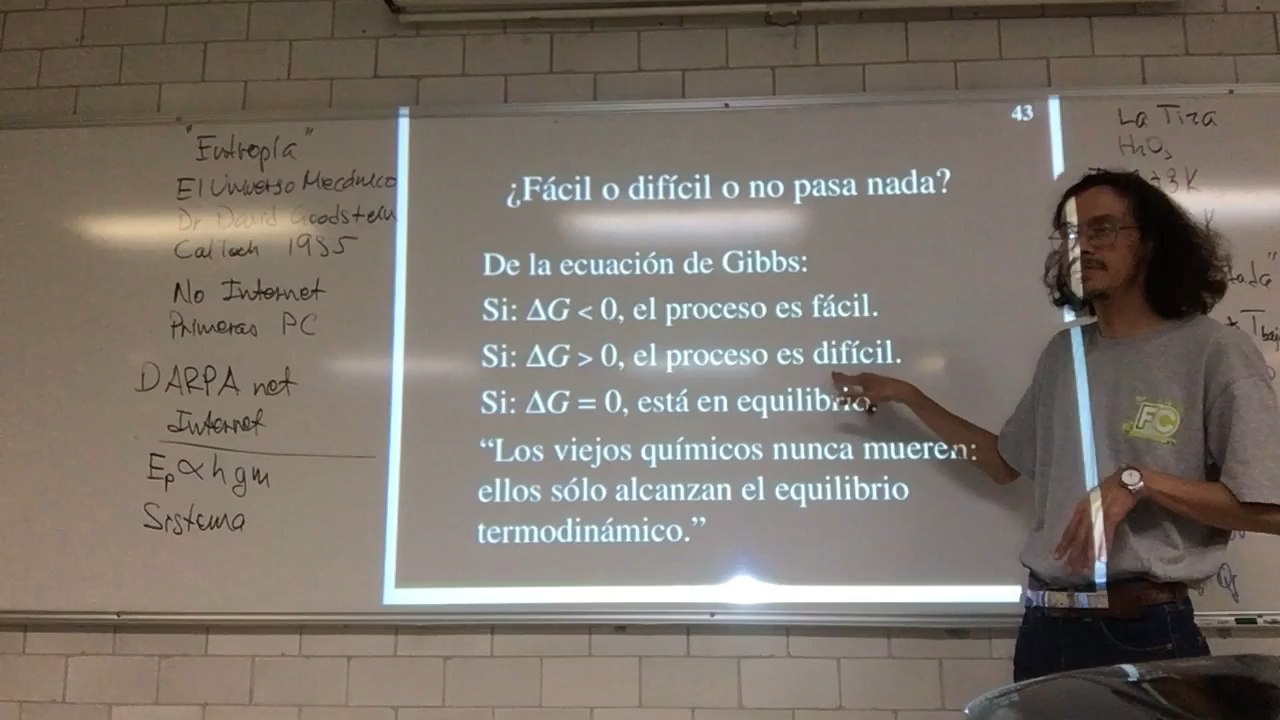 "Entropía"
El Universo Mecánico
Dr. David Goodstein
Caltech 1985
No Internet
Primeras PC
DARPA net
Internet
Ep ∝ h g m
Sistema
43
¿Fácil o difícil o no pasa nada?
De la ecuación de Gibbs:
Si: ΔG < 0, el proceso es fácil.
Si: ΔG > 0, el proceso es difícil.
Si: ΔG = 0, está en equilibrio.
“Los viejos químicos nunca mueren:
ellos sólo alcanzan el equilibrio
termodinámico.”
La Tira
FC